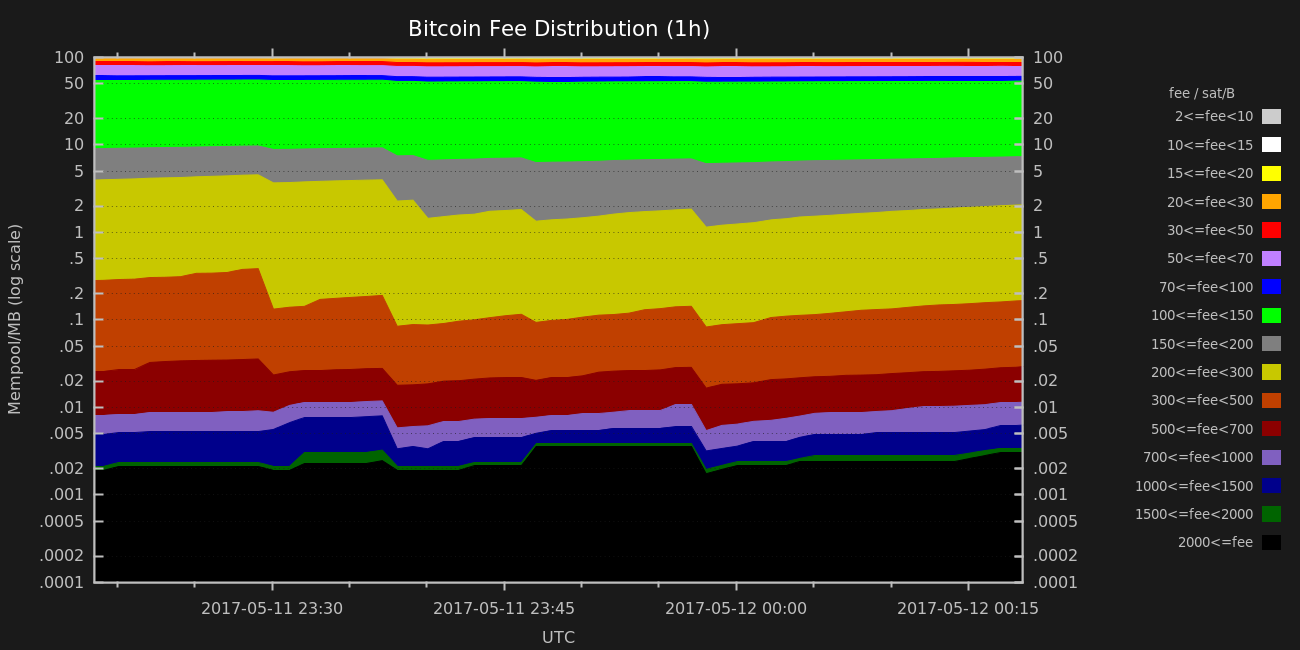 Bitcoin Fee Distribution (1h)
Mempool/MB (log scale)
100
50
20
10
5
2
1
.5
.2
.1
.05
.02
.01
.005
.002
.001
.0005
.0002
.0001
100
50
20
10
5
2
1
.5
.2
.1
.05
.02
.01
.005
.002
.001
.0005
.0002
.0001
fee / sat/B
2<=fee<10
10<=fee<15
15<=fee<20
20<=fee<30
30<=fee<50
50<=fee<70
70<=fee<100
100<=fee<150
150<=fee<200
200<=fee<300
300<=fee<500
500<=fee<700
700<=fee<1000
1000<=fee<1500
1500<=fee<2000
2000<=fee
2017-05-11 23:30 2017-05-11 23:45 2017-05-12 00:00 2017-05-12 00:15
UTC